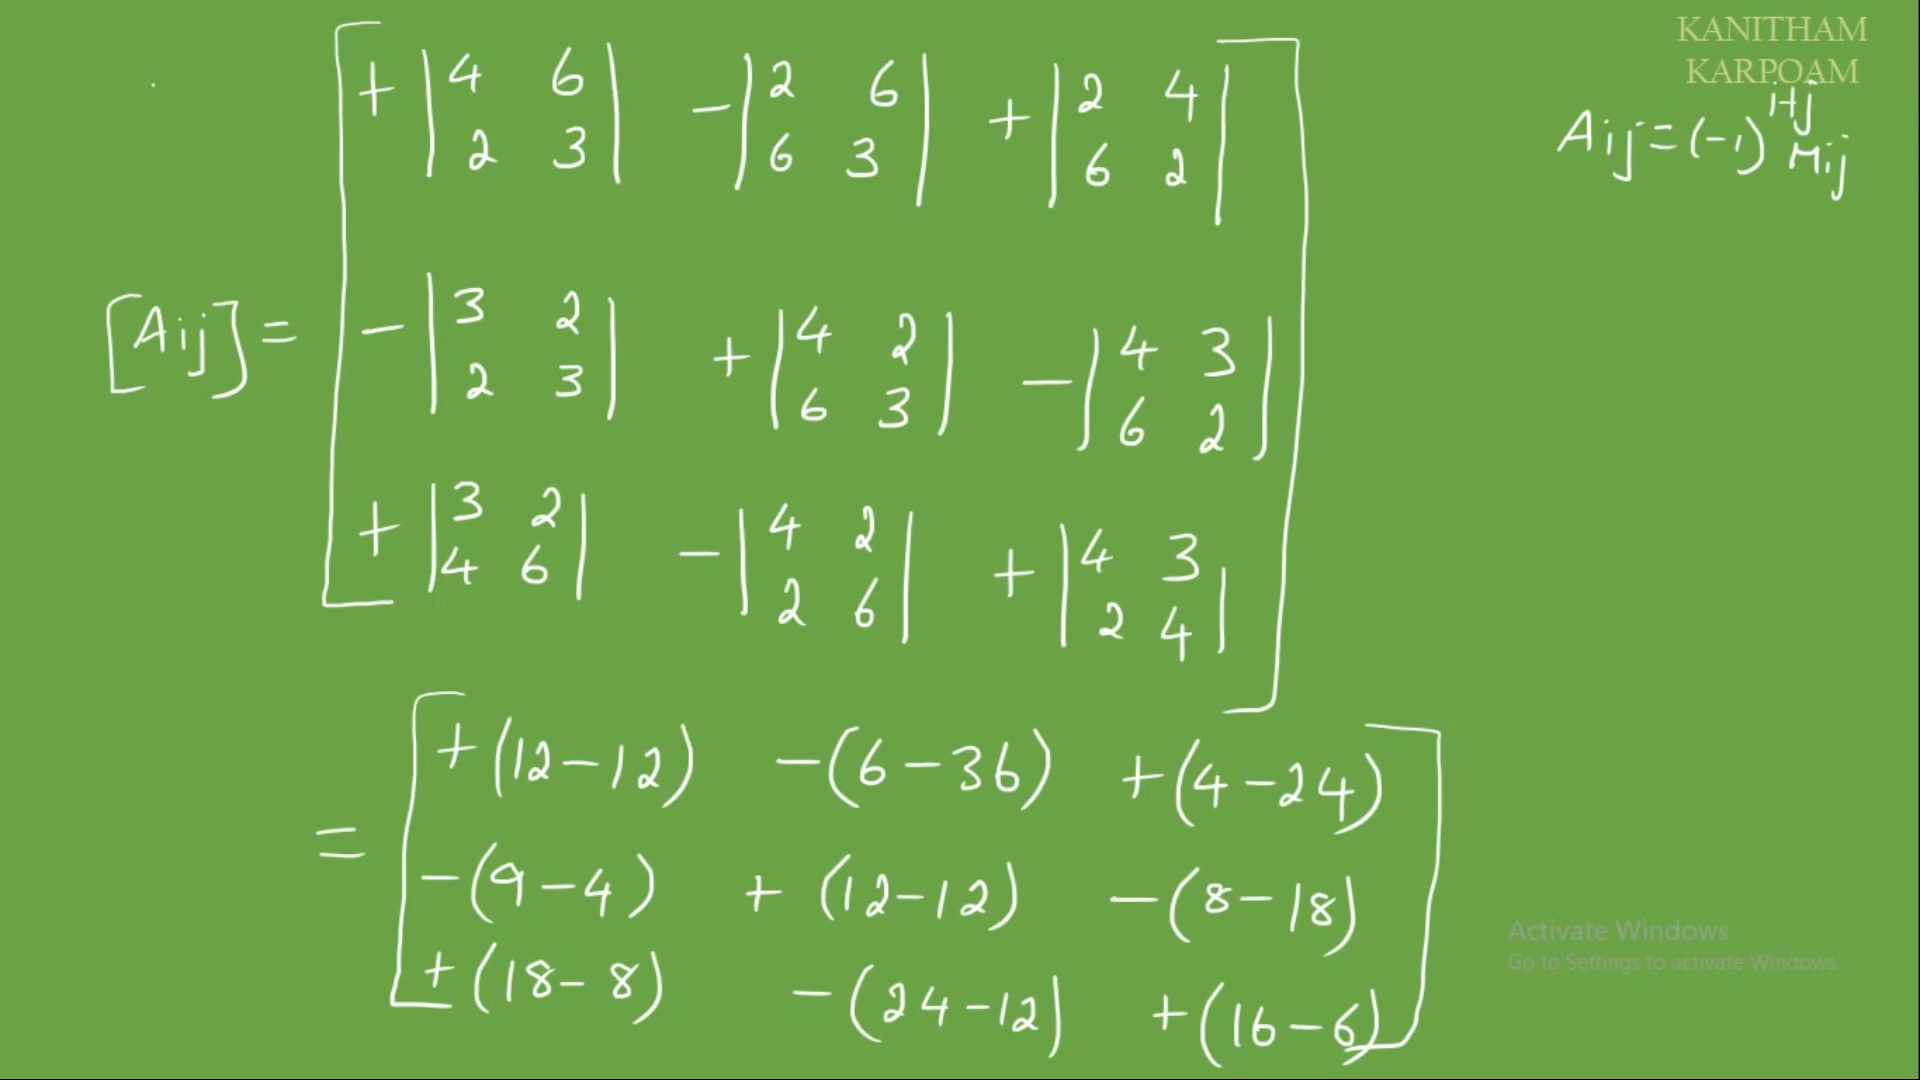 KANITHAM
KARPOAM
Aij = (-1)^i+j Mij
+ |4 6| - |2 6| + |2 4|
|2 3| |6 3| |6 2|
[Aij] = - |3 2| + |4 2| - |4 3|
|2 3| |6 3| |6 2|
+ |3 2| - |4 2| + |4 3|
|4 6| |2 6| |2 4|
+(12-12) -(6-36) +(4-24)
= -(9-4) + (12-12) -(8-18)
+(18-8) -(24-12) +(16-6)
Activate Windows
Go to Settings to activate Windows.